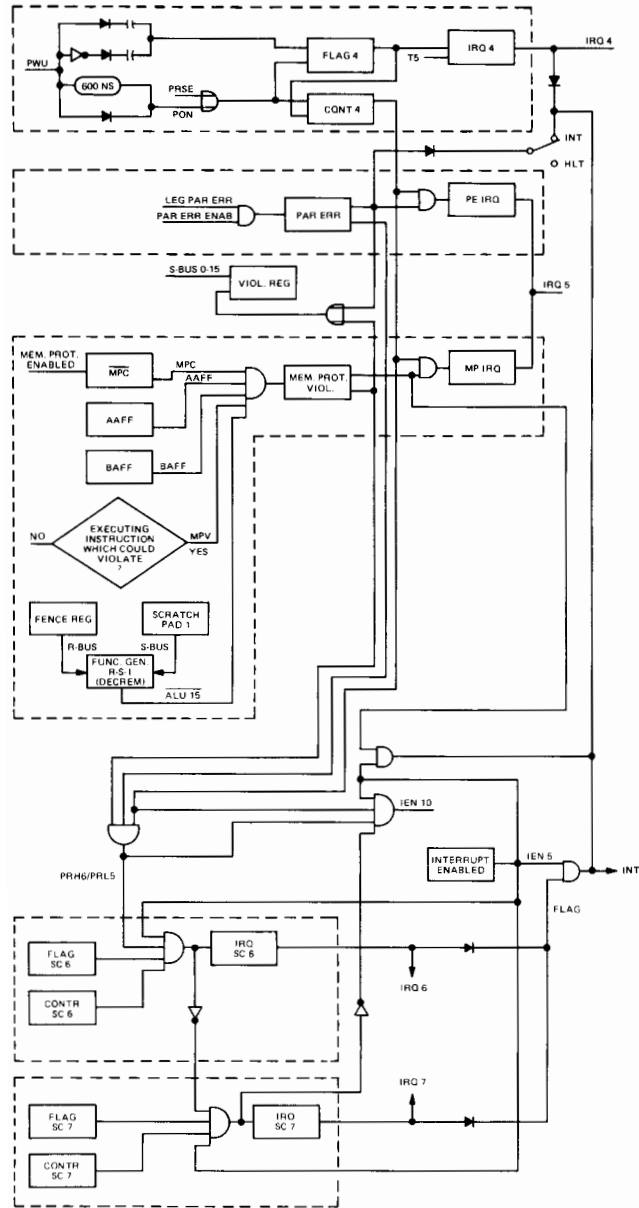 PWU
600 NS
PRSE
PON
FLAG 4
CONT 4
T5
IRQ 4
IRQ 4
INT
HLT
LEG PAR ERR
PAR ERR ENAB
PAR ERR
PE IRQ
S-BUS 0-15
VIOL. REG
IRQ 5
MEM. PROT.
ENABLED
MPC
MPC
AAFF
AAFF
BAFF
BAFF
MEM. PROT.
VIOL.
MP IRQ
NO
EXECUTING
INSTRUCTION
WHICH COULD
VIOLATE
?
MPV
YES
FENCE REG
SCRATCH
PAD 1
R-BUS
S-BUS
FUNC. GEN.
R-S-I
(DECREM)
ALU 15
IEN 10
PRH6/PRL5
INTERRUPT
ENABLED
IEN 5
INT
FLAG
FLAG
SC 6
CONTR
SC 6
IRQ
SC 6
IRQ 6
IRQ 7
FLAG
SC 7
CONTR
SC 7
IRQ
SC 7